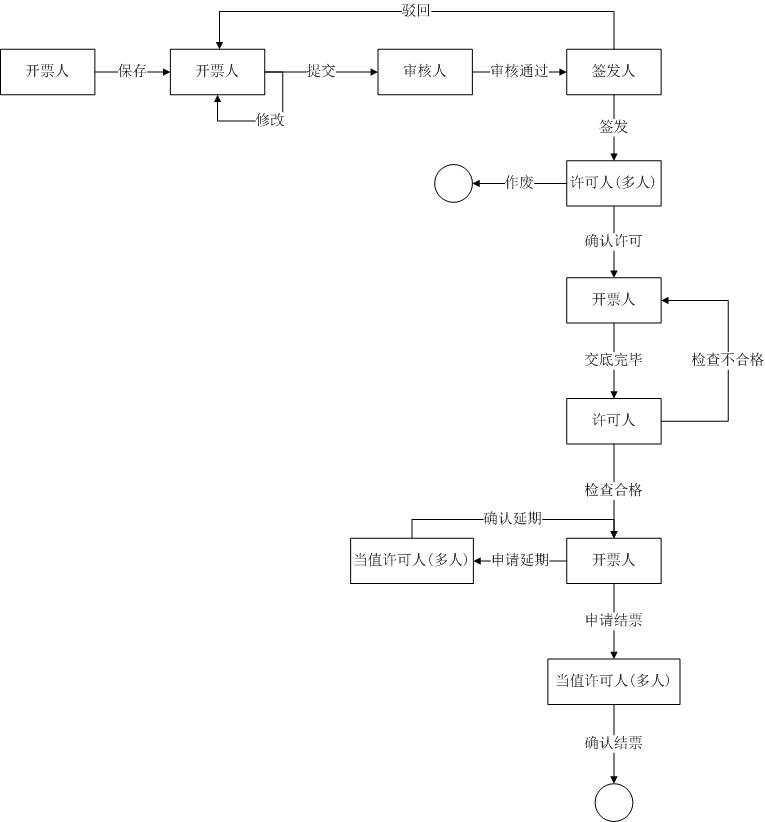 驳回
开票人
保存
开票人
提交
审核人
审核通过
签发人
修改
签发
作废
许可人(多人)
确认许可
开票人
交底完毕
检查不合格
许可人
检查合格
确认延期
当值许可人(多人)
申请延期
开票人
申请结票
当值许可人(多人)
确认结票